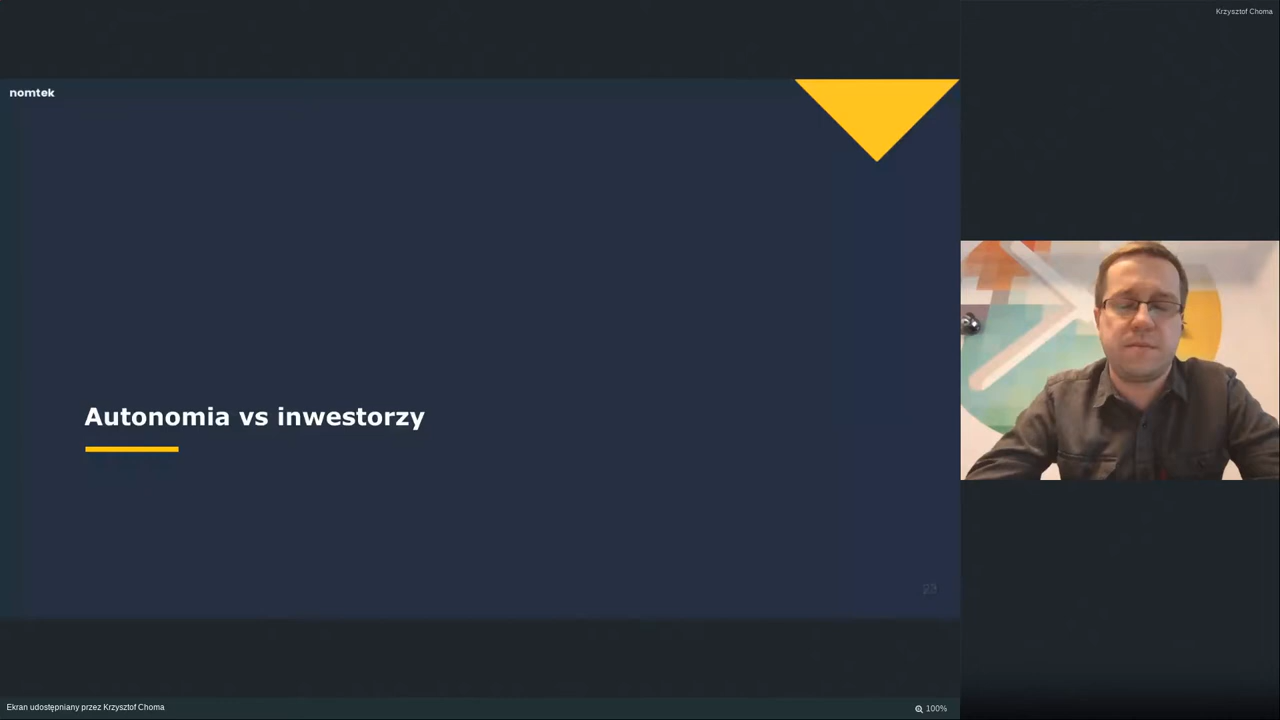 Krzysztof Choma
nomtek
Autonomia vs inwestorzy
Ekran udostępniany przez Krzysztof Choma
100%